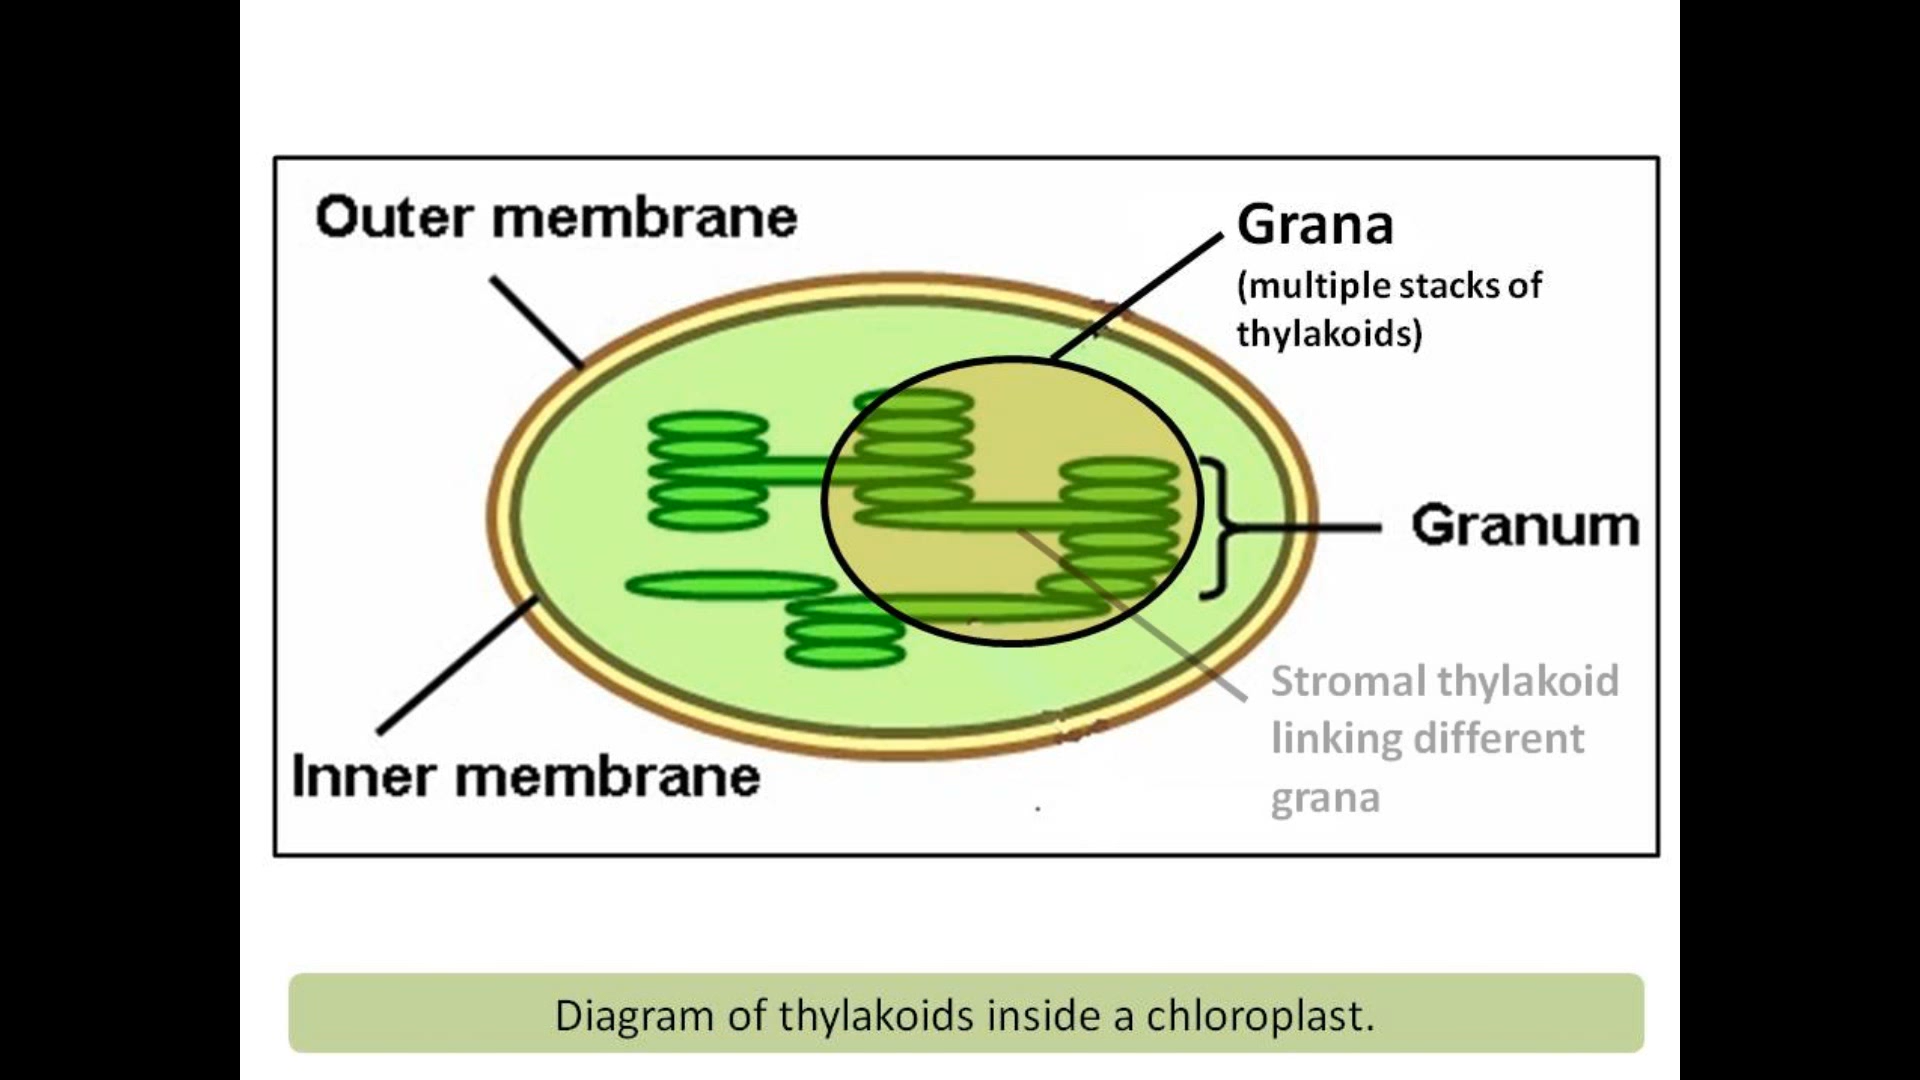 Outer membrane
Grana
(multiple stacks of
thylakoids)
Granum
Stromal thylakoid
linking different
grana
Inner membrane
Diagram of thylakoids inside a chloroplast.